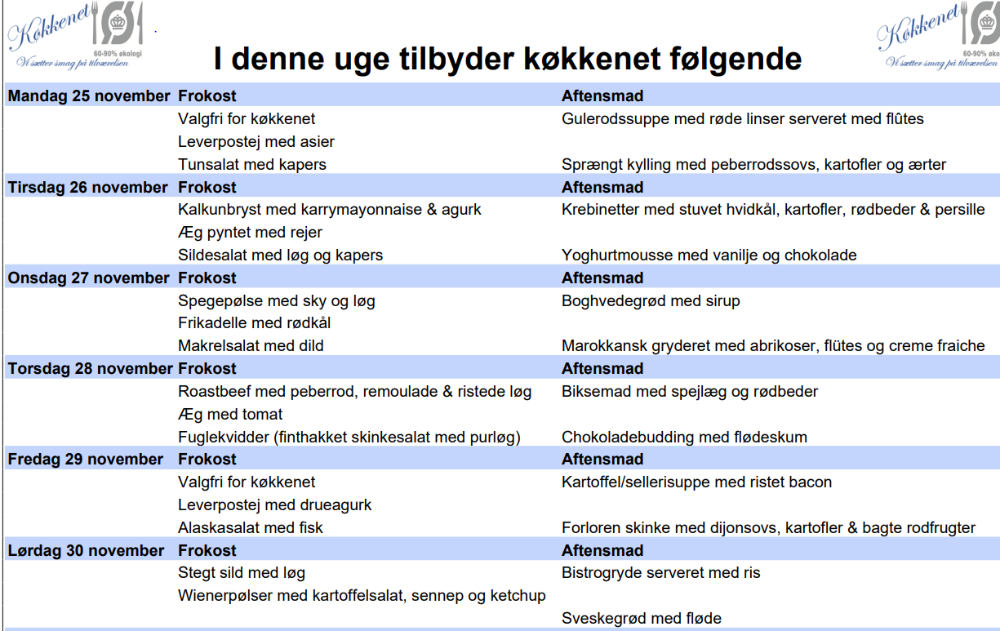 Køkkenet
60-90% økologi
Vi sætter smag på tilværelsen
Køkkenet
60-90% øko
Vi sætter smag på tilværelsen
I denne uge tilbyder køkkenet følgende
Mandag 25 november Frokost Aftensmad
Valgfri for køkkenet Gulerodssuppe med røde linser serveret med flûtes
Leverpostej med asier
Tunsalat med kapers Sprængt kylling med peberrodssovs, kartofler og ærter
Tirsdag 26 november Frokost Aftensmad
Kalkunbryst med karrymayonnaise & agurk Krebinetter med stuvet hvidkål, kartofler, rødbeder & persille
Æg pyntet med rejer
Sildesalat med løg og kapers Yoghurtmousse med vanilje og chokolade
Onsdag 27 november Frokost Aftensmad
Spegepølse med sky og løg Boghvedegrød med sirup
Frikadelle med rødkål
Makrelsalat med dild Marokkansk gryderet med abrikoser, flütes og creme fraiche
Torsdag 28 november Frokost Aftensmad
Roastbeef med peberrod, remoulade & ristede løg Biksemad med spejlæg og rødbeder
Æg med tomat
Fuglekvidder (finthakket skinkesalat med purløg) Chokoladebudding med flødeskum
Fredag 29 november Frokost Aftensmad
Valgfri for køkkenet Kartoffel/sellerisuppe med ristet bacon
Leverpostej med drueagurk
Alaskasalat med fisk Forloren skinke med dijonsovs, kartofler & bagte rodfrugter
Lørdag 30 november Frokost Aftensmad
Stegt sild med løg Bistrogryde serveret med ris
Wienerpølser med kartoffelsalat, sennep og ketchup
Sveskegrød med fløde